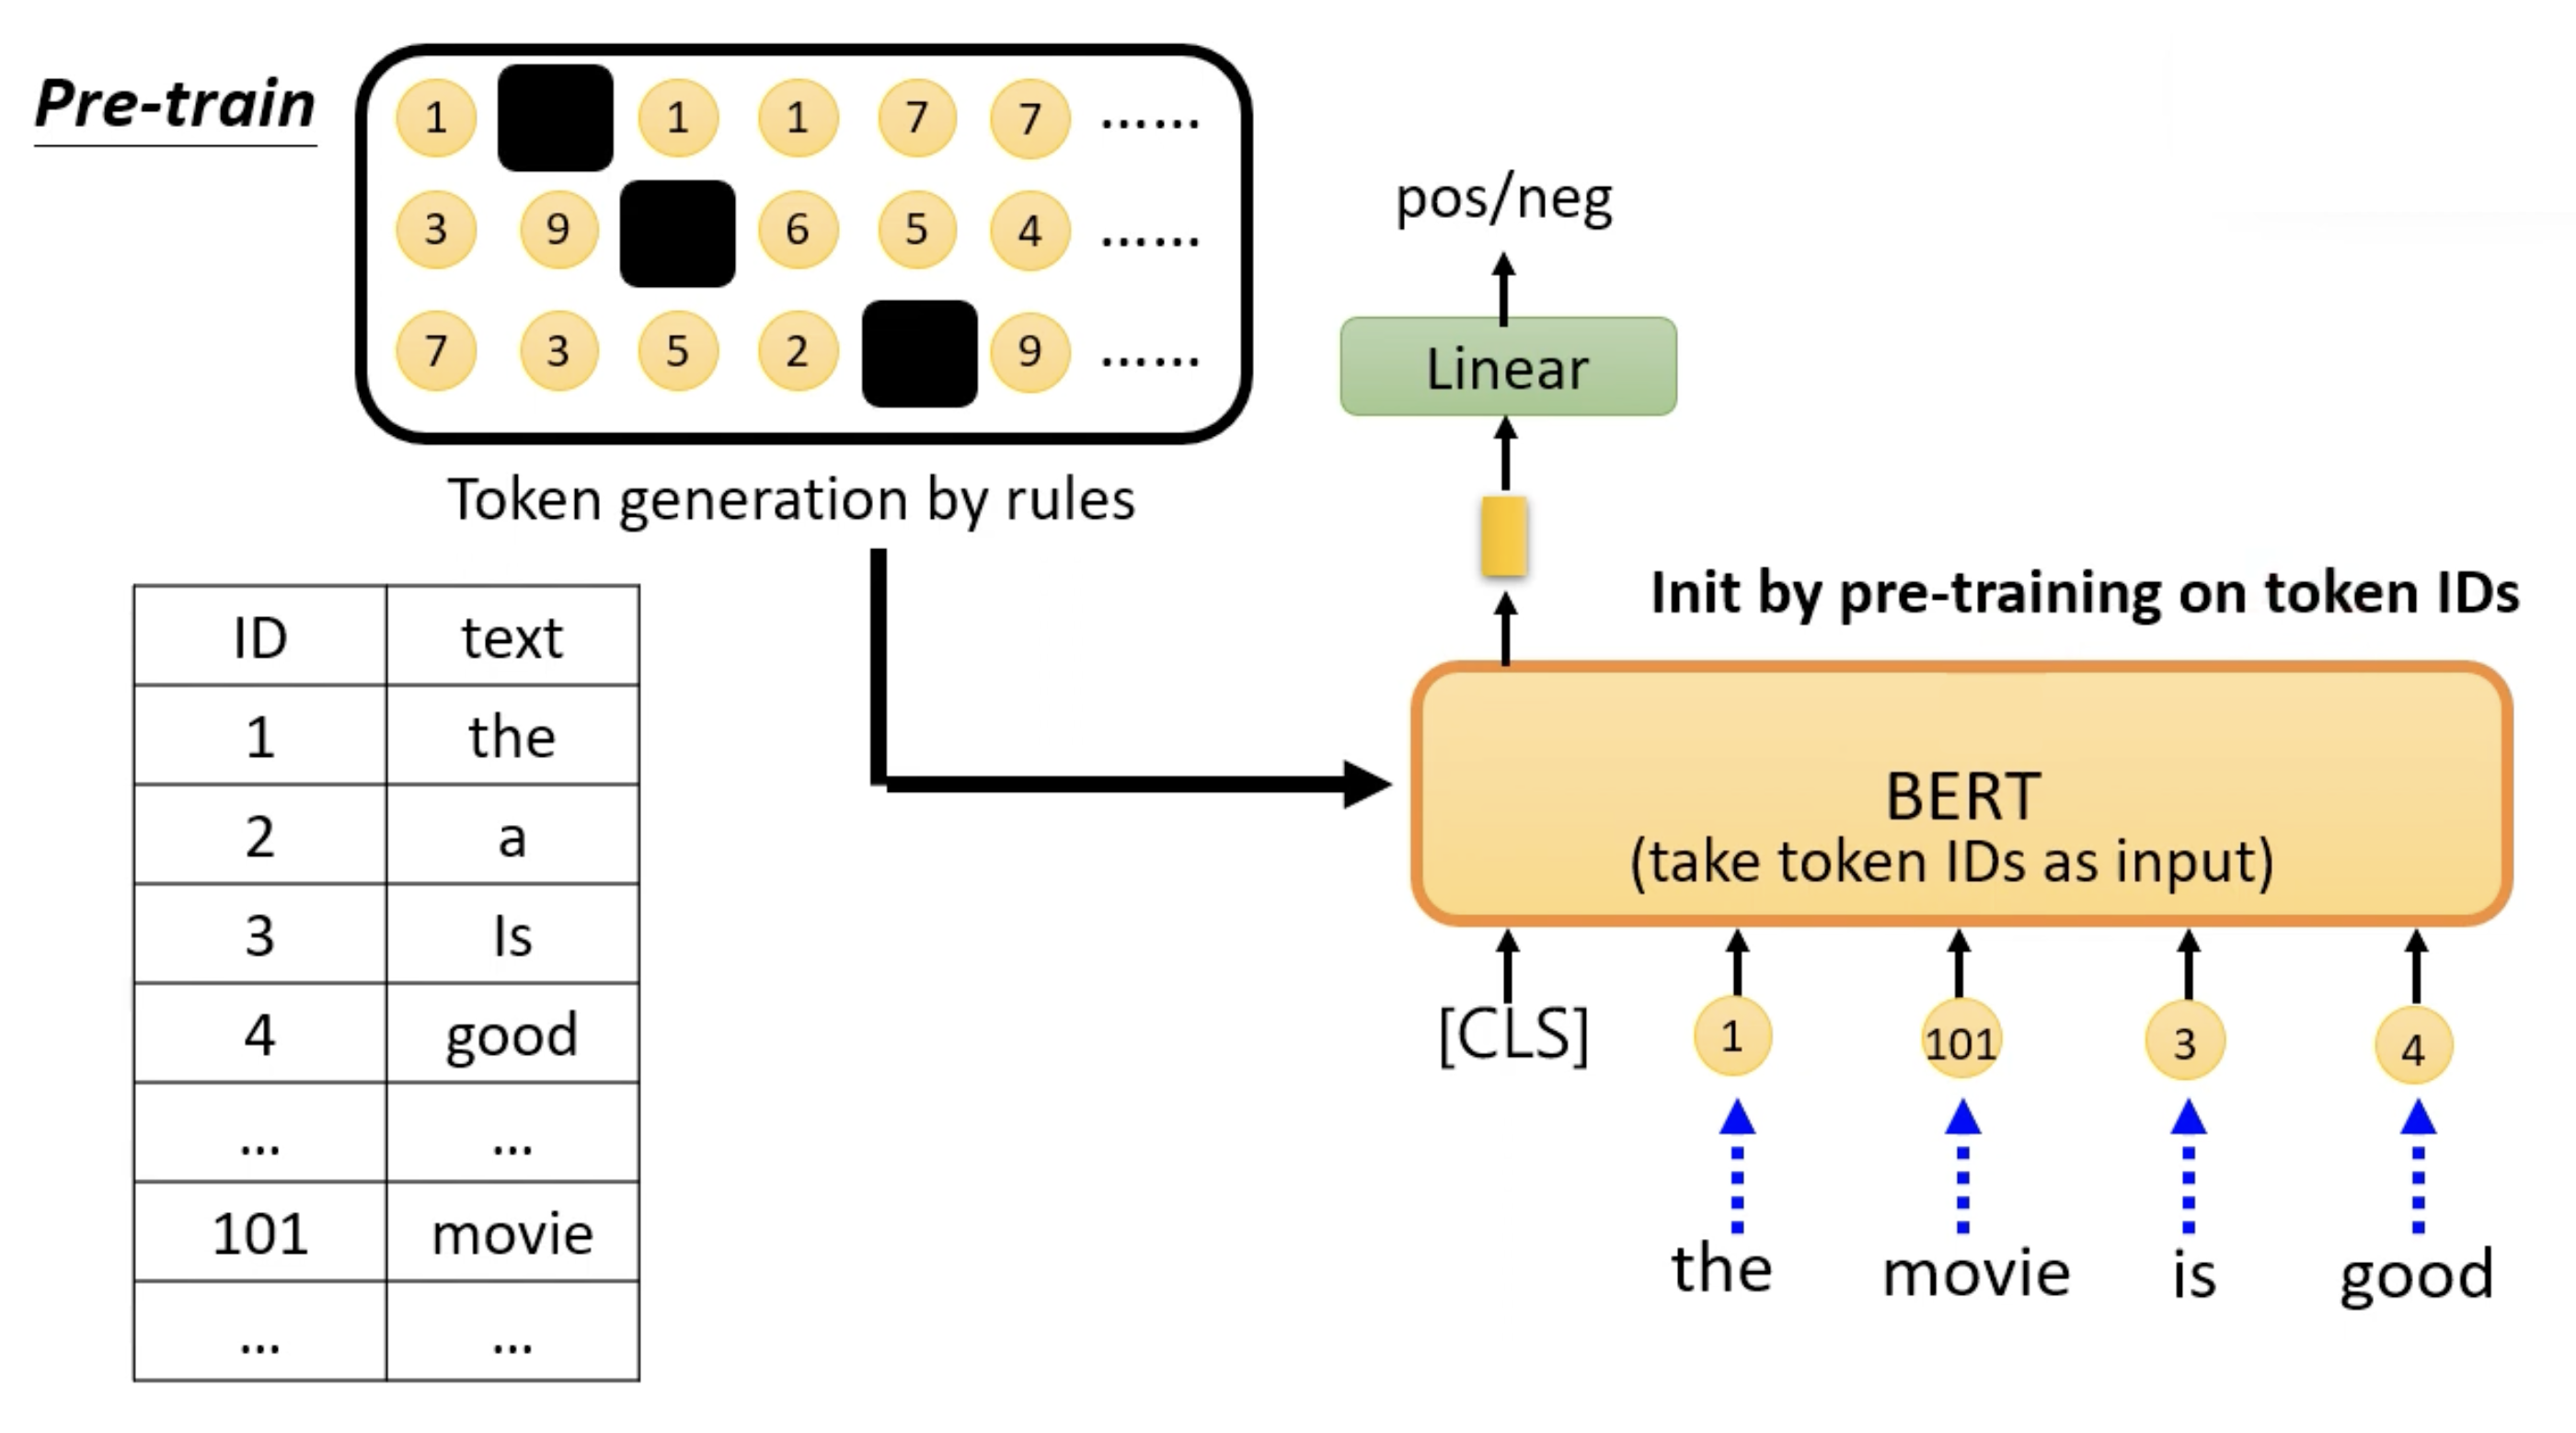 Pre-train
1 1 1 7 7 ......
3 9 6 5 4 ......
7 3 5 2 9 ......
Token generation by rules
ID text
1 the
2 a
3 Is
4 good
... ...
101 movie
... ...
pos/neg
Linear
Init by pre-training on token IDs
BERT
(take token IDs as input)
[CLS] 1 101 3 4
the movie is good